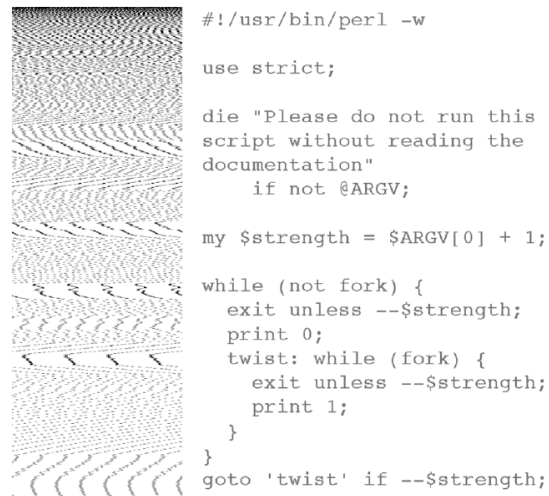 #!/usr/bin/perl -w
use strict;
die "Please do not run this
script without reading the
documentation"
    if not @ARGV;
my $strength = $ARGV[0] + 1;
while (not fork) {
  exit unless --$strength;
  print 0;
  twist: while (fork) {
    exit unless --$strength;
    print 1;
  }
}
goto 'twist' if --$strength;